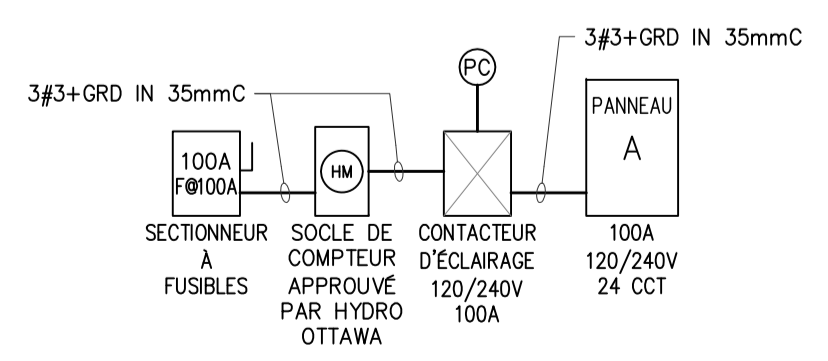 3#3+GRD IN 35mmC
PC
3#3+GRD IN 35mmC
100A
F@100A
HM
PANNEAU
A
SECTIONNEUR
À
FUSIBLES
SOCLE DE
COMPTEUR
APPROUVÉ
PAR HYDRO
OTTAWA
CONTACTEUR
D'ÉCLAIRAGE
120/240V
100A
100A
120/240V
24 CCT